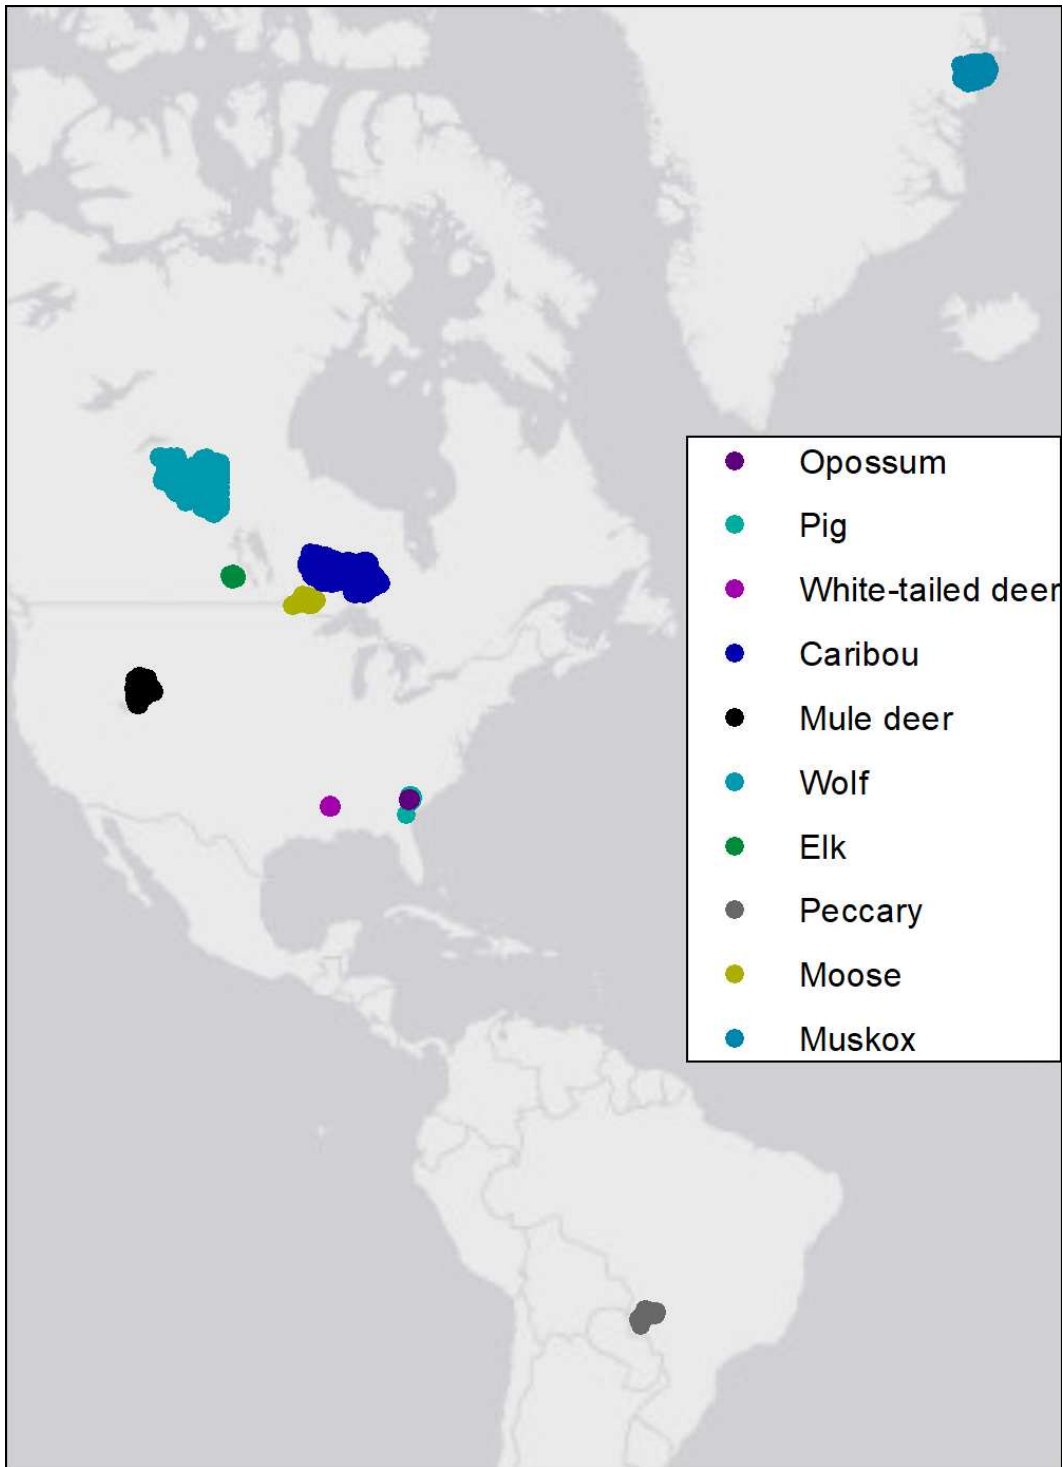 Opossum
Pig
White-tailed deer
Caribou
Mule deer
Wolf
Elk
Peccary
Moose
Muskox